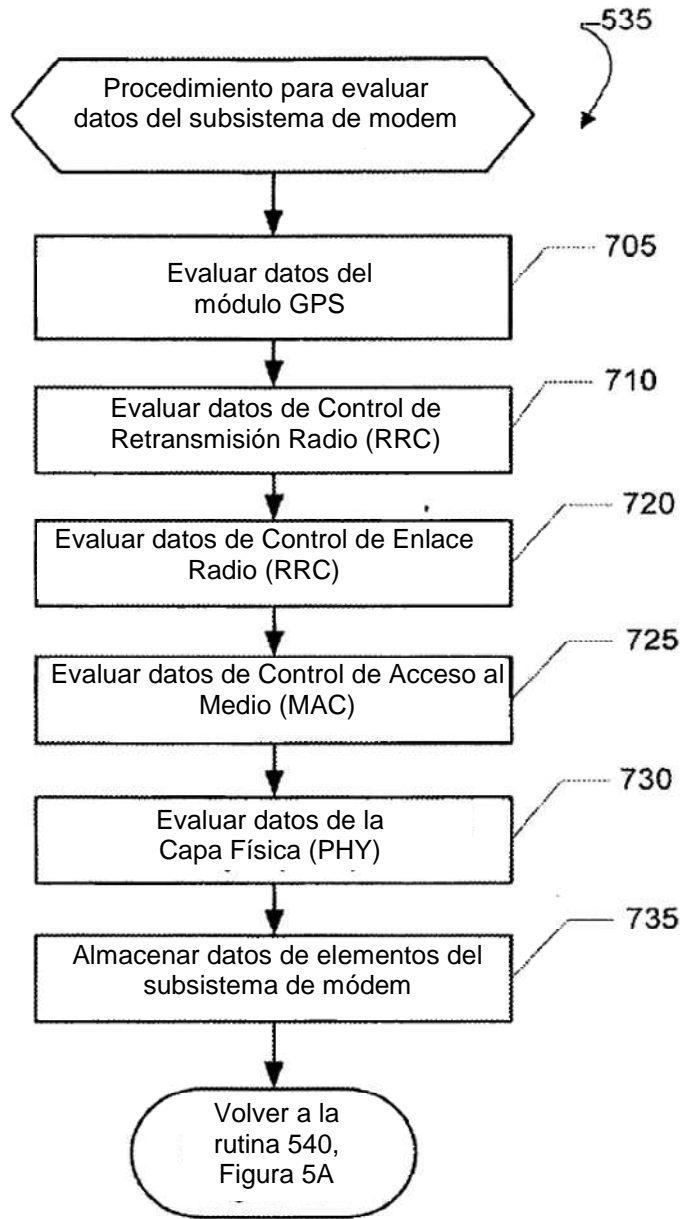 535
Procedimiento para evaluar
datos del subsistema de modem
705
Evaluar datos del
módulo GPS
710
Evaluar datos de Control de
Retransmisión Radio (RRC)
720
Evaluar datos de Control de Enlace
Radio (RRC)
725
Evaluar datos de Control de Acceso al
Medio (MAC)
730
Evaluar datos de la
Capa Física (PHY)
735
Almacenar datos de elementos del
subsistema de módem
Volver a la
rutina 540,
Figura 5A